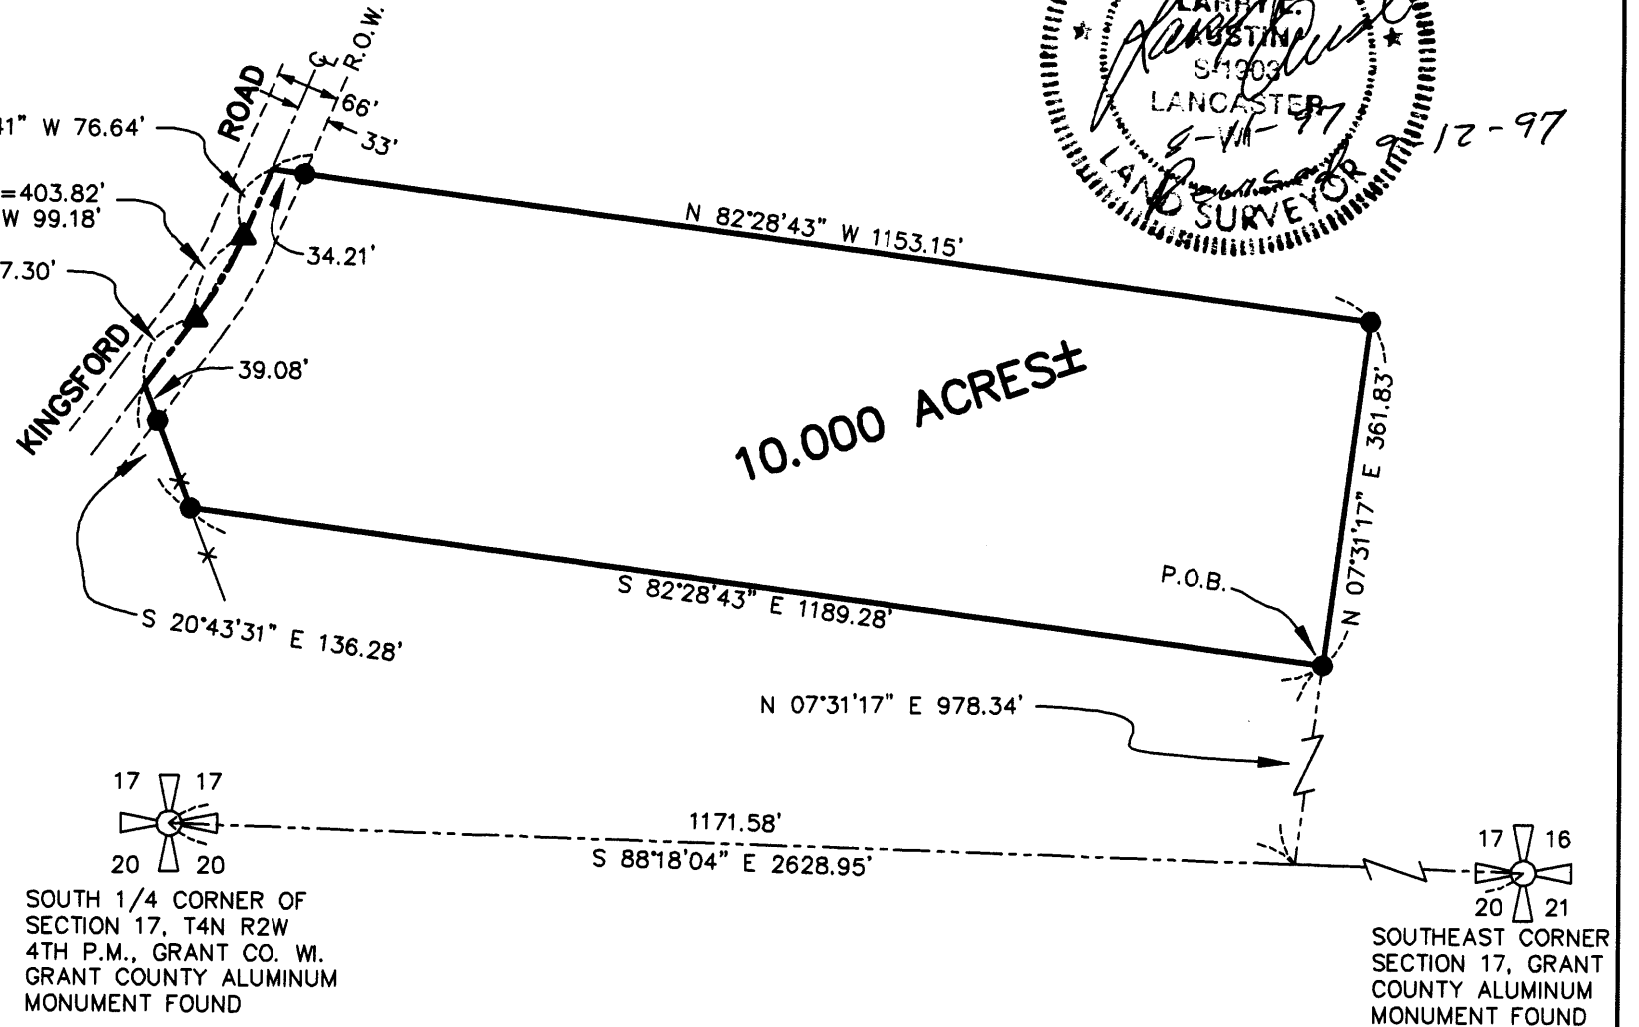 R.O.W.
ROAD
66'
33'
41" W 76.64'
=403.82'
W 99.18'
7.30'
34.21'
39.08'
KINGSFORD
N 82°28'43" W 1153.15'
10.000 ACRES±
N 07°31'17" E 361.83'
P.O.B.
S 82°28'43" E 1189.28'
S 20°43'31" E 136.28'
N 07°31'17" E 978.34'
LARRY E.
AUSTIN
S-1903
LANCASTER
LAND SURVEYOR
9-12-97
17 17
20 20
1171.58'
S 88°18'04" E 2628.95'
17 16
20 21
SOUTH 1/4 CORNER OF
SECTION 17, T4N R2W
4TH P.M., GRANT CO. WI.
GRANT COUNTY ALUMINUM
MONUMENT FOUND
SOUTHEAST CORNER
SECTION 17, GRANT
COUNTY ALUMINUM
MONUMENT FOUND